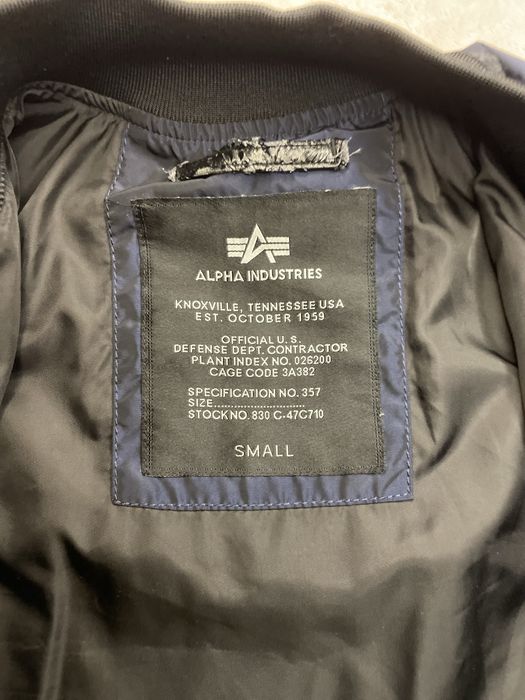 ALPHA INDUSTRIES
KNOXVILLE, TENNESSEE USA
EST. OCTOBER 1959
OFFICIAL U.S.
DEFENSE DEPT. CONTRACTOR
PLANT INDEX NO. 026200
CAGE CODE 3A382
SPECIFICATION NO. 357
SIZE............................
STOCK NO. 830 C-47C710
SMALL